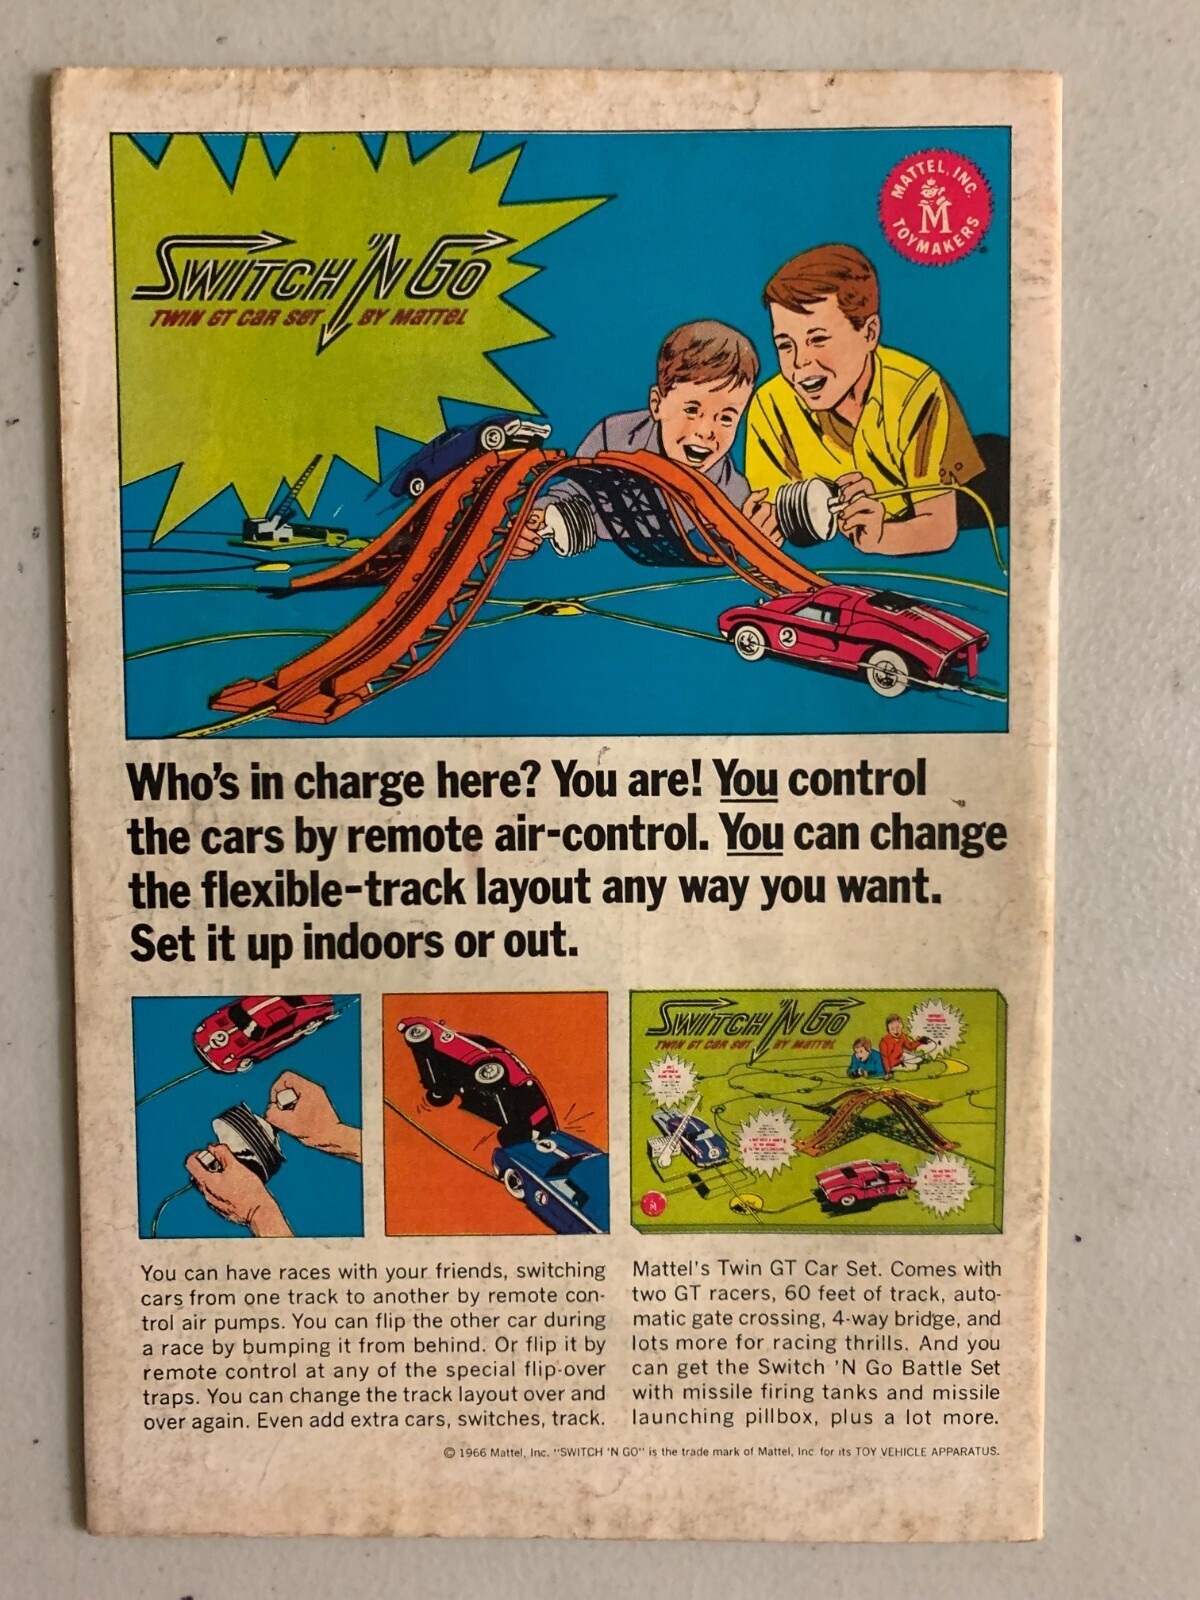 SWITCH 'N GO
TWIN GT CAR SET BY MATTEL
MATTEL, INC.
M
TOYMAKERS
2
Who's in charge here? You are! You control
the cars by remote air-control. You can change
the flexible-track layout any way you want.
Set it up indoors or out.
2
2
SWITCH 'N GO
TWIN GT CAR SET BY MATTEL
M
You can have races with your friends, switching
cars from one track to another by remote con-
trol air pumps. You can flip the other car during
a race by bumping it from behind. Or flip it by
remote control at any of the special flip-over
traps. You can change the track layout over and
over again. Even add extra cars, switches, track.
Mattel's Twin GT Car Set. Comes with
two GT racers, 60 feet of track, auto-
matic gate crossing, 4-way bridge, and
lots more for racing thrills. And you
can get the Switch 'N Go Battle Set
with missile firing tanks and missile
launching pillbox, plus a lot more.
© 1966 Mattel, Inc. "SWITCH 'N GO" is the trade mark of Mattel, Inc. for its TOY VEHICLE APPARATUS.